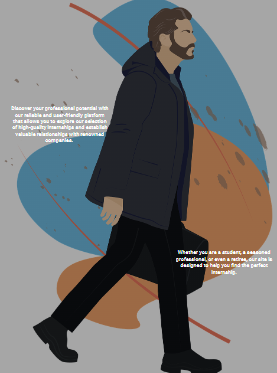 Discover your professional potential with
our reliable and user-friendly platform
that allows you to explore our selection
of high-quality internships and establish
valuable relationships with renowned
companies.
Whether you are a student, a seasoned
professional, or even a retiree, our site is
designed to help you find the perfect
internship.